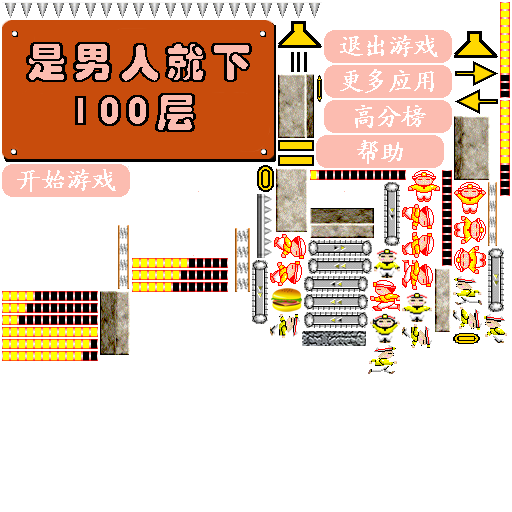 是男人就下
100层
退出游戏
更多应用
高分榜
帮助
开始游戏